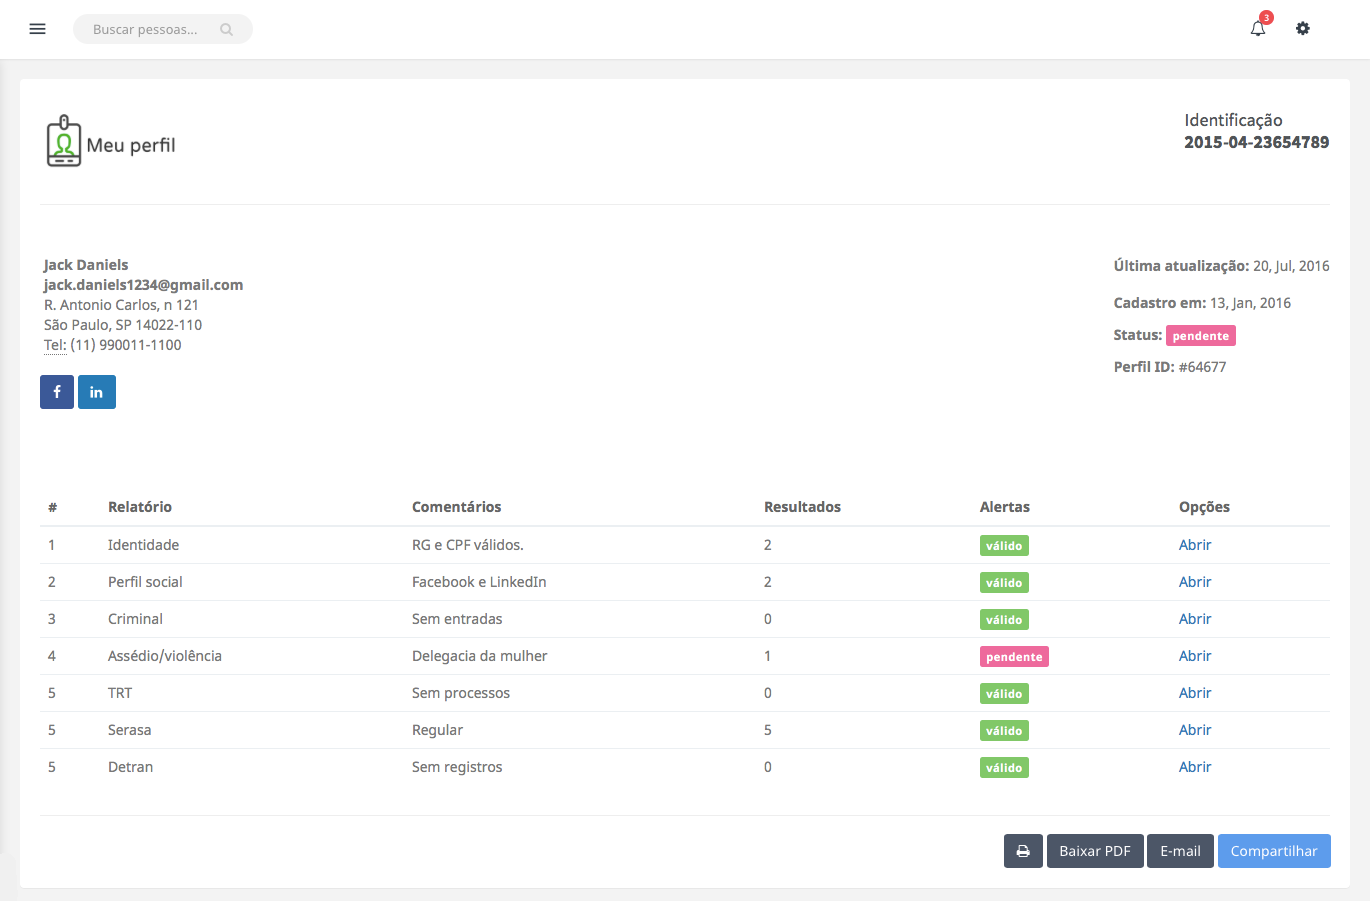 Buscar pessoas...
3
Meu perfil
Identificação
2015-04-23654789
Jack Daniels
jack.daniels1234@gmail.com
R. Antonio Carlos, n 121
São Paulo, SP 14022-110
Tel: (11) 990011-1100
f in
Última atualização: 20, Jul, 2016
Cadastro em: 13, Jan, 2016
Status: pendente
Perfil ID: #64677
# Relatório Comentários Resultados Alertas Opções
1 Identidade RG e CPF válidos. 2 válido Abrir
2 Perfil social Facebook e LinkedIn 2 válido Abrir
3 Criminal Sem entradas 0 válido Abrir
4 Assédio/violência Delegacia da mulher 1 pendente Abrir
5 TRT Sem processos 0 válido Abrir
5 Serasa Regular 5 válido Abrir
5 Detran Sem registros 0 válido Abrir
Baixar PDF E-mail Compartilhar